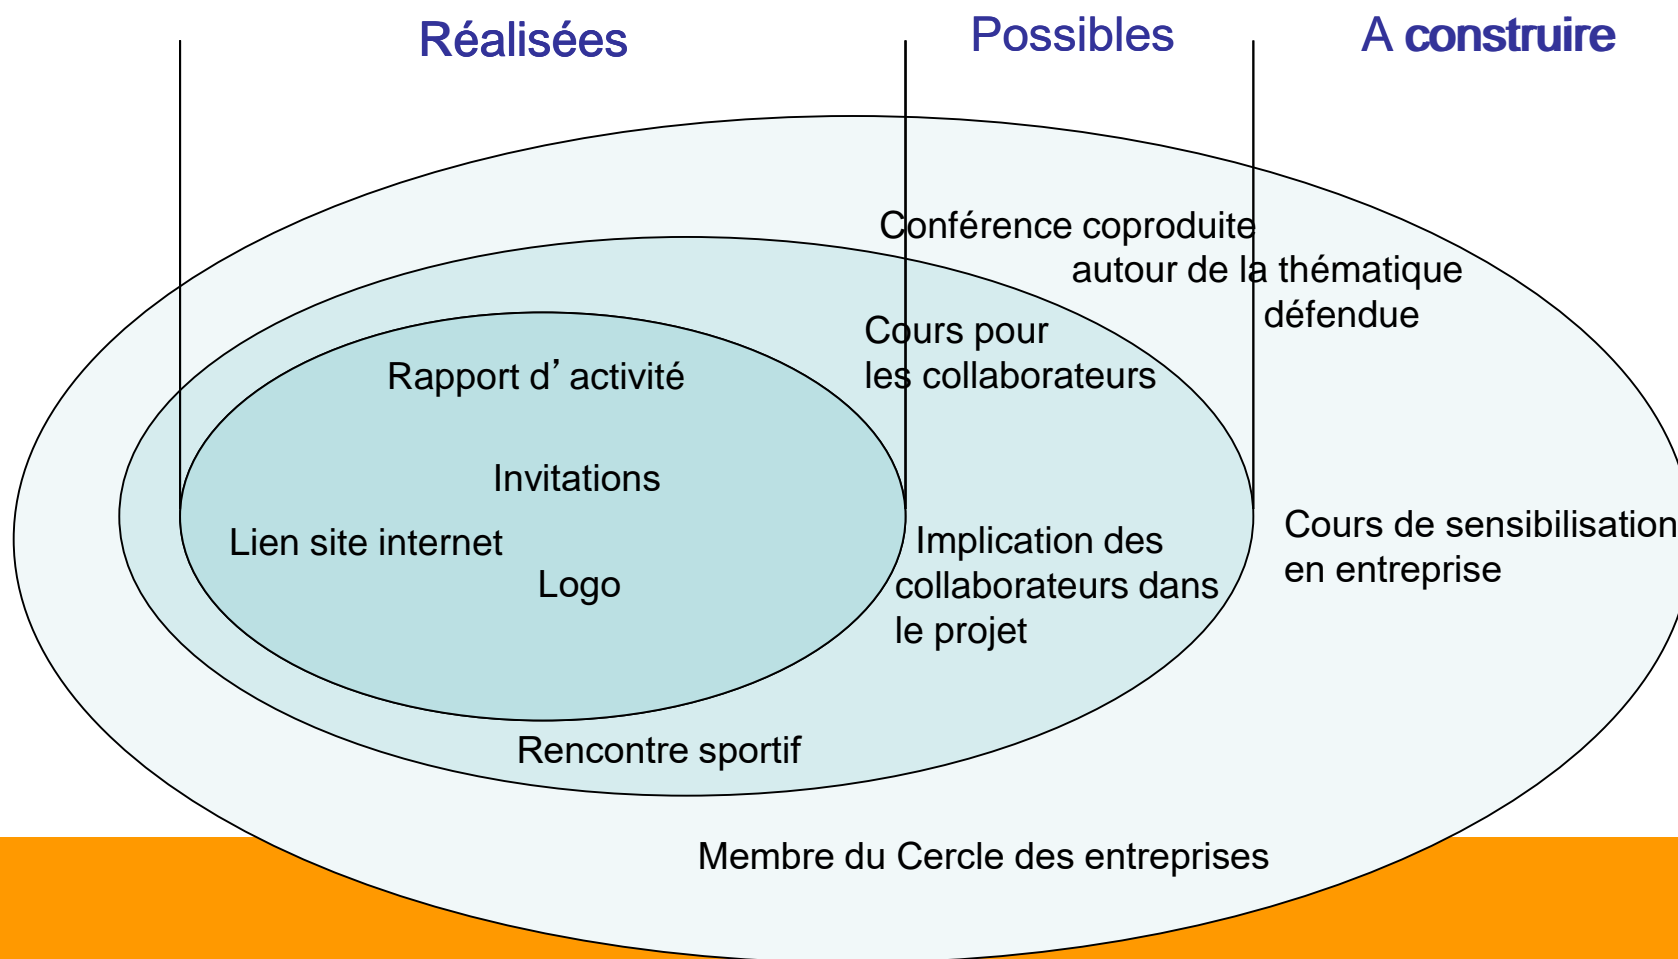 Réalisées
Possibles
A construire
Conférence coproduite
autour de la thématique
défendue
Cours pour
les collaborateurs
Rapport d’ activité
Invitations
Lien site internet
Logo
Implication des
collaborateurs dans
le projet
Cours de sensibilisation
en entreprise
Rencontre sportif
Membre du Cercle des entreprises